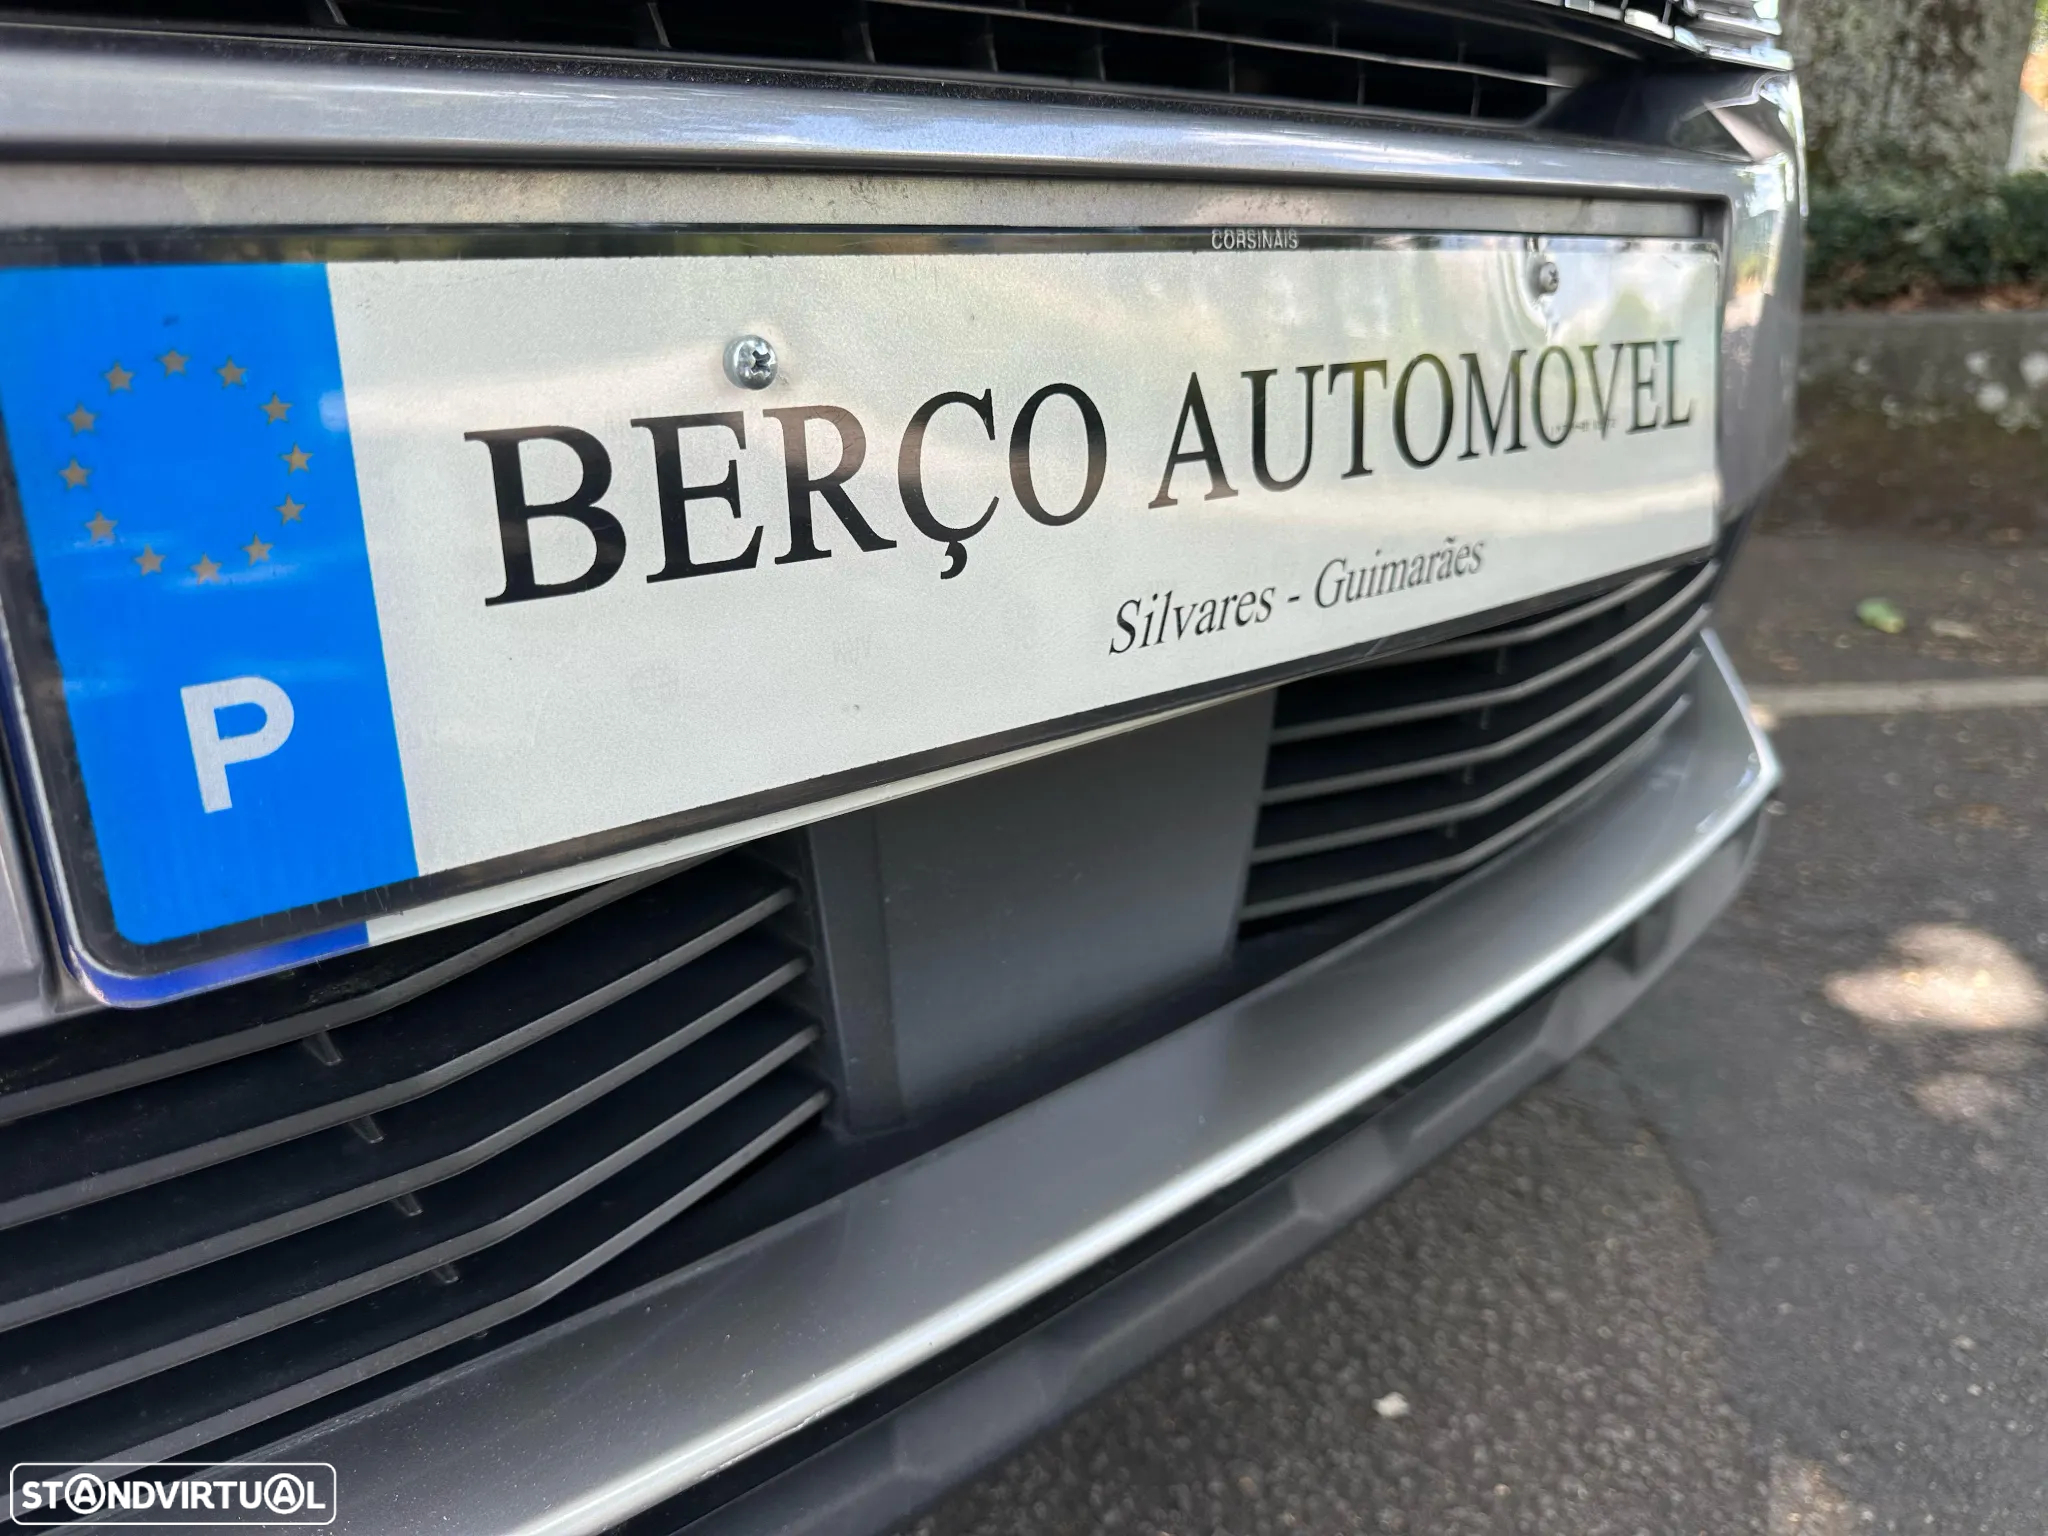 CORSINAIS
BERÇO AUTOMOVEL
Silvares - Guimarães
P
STANDVIRTUAL